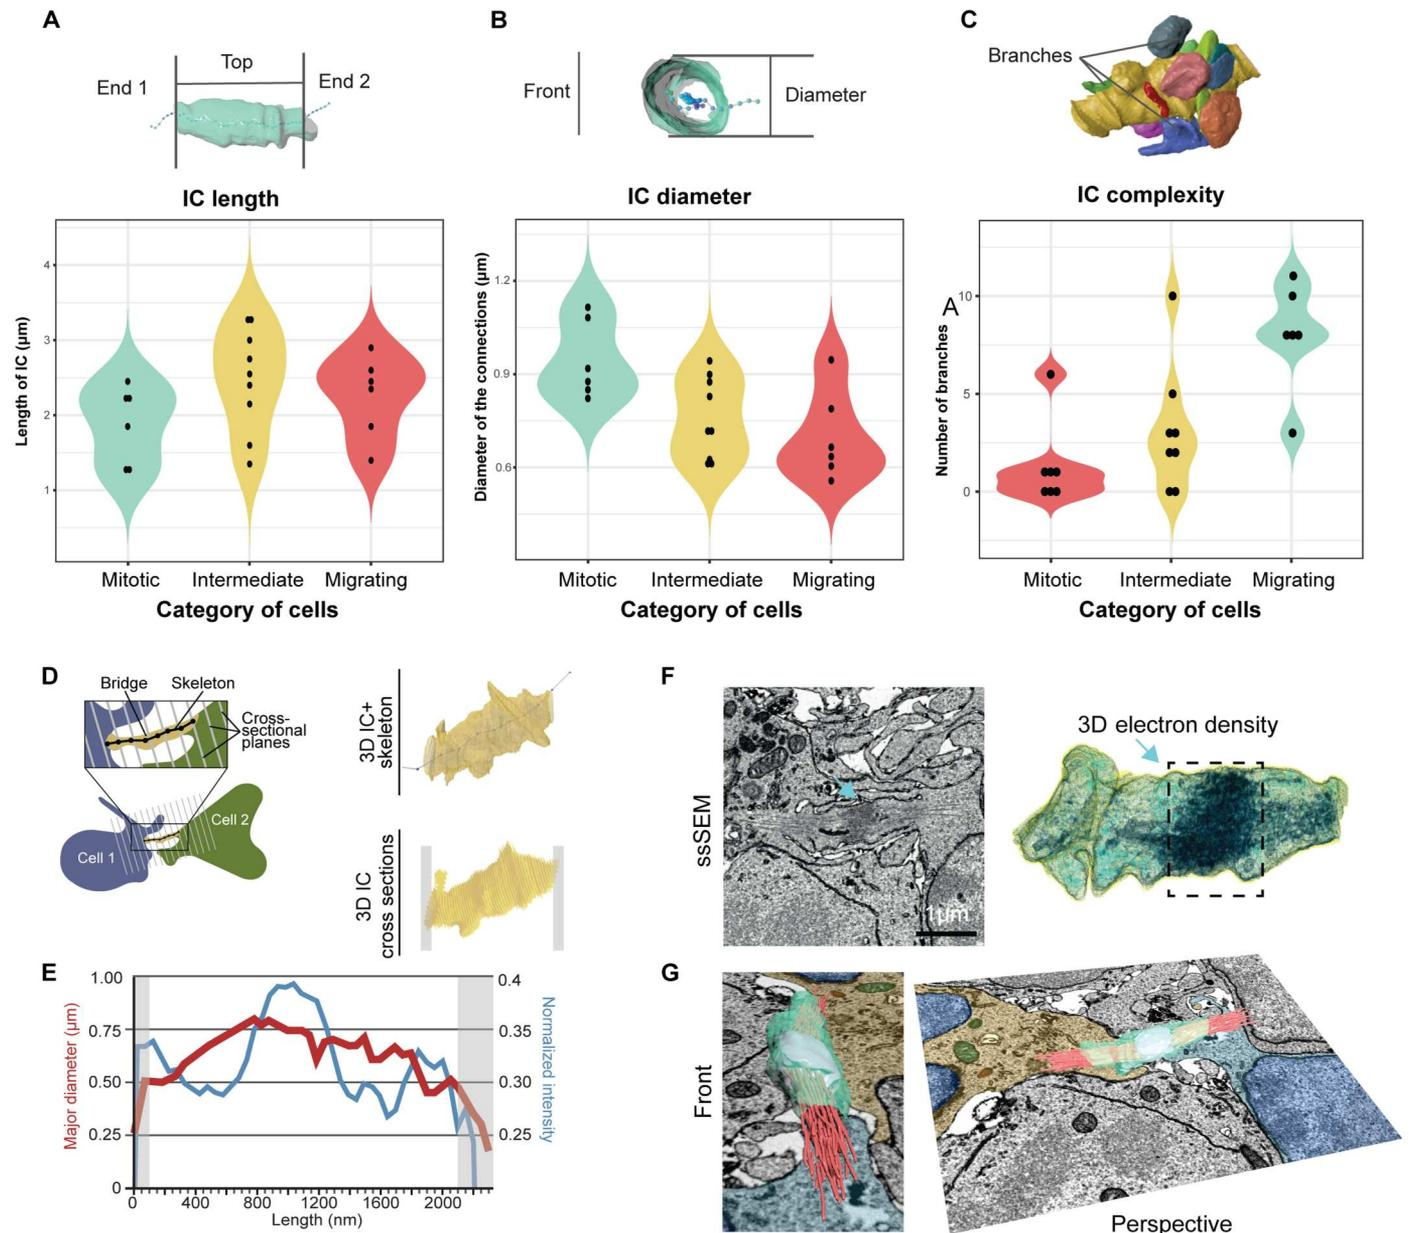 A
End 1
Top
End 2
IC length
Length of IC (µm)
4
3
2
1
Mitotic
Intermediate
Migrating
Category of cells
B
Front
Diameter
IC diameter
Diameter of the connections (µm)
1.2
0.9
0.6
Mitotic
Intermediate
Migrating
Category of cells
C
Branches
IC complexity
A
Number of branches
10
5
0
Mitotic
Intermediate
Migrating
Category of cells
D
Bridge
Skeleton
Cross-
sectional
planes
Cell 1
Cell 2
3D IC+
skeleton
3D IC
cross sections
E
Major diameter (µm)
1.00
0.75
0.50
0.25
0
0.4
0.35
0.30
0.25
Normalized intensity
0
400
800
1200
1600
2000
Length (nm)
F
ssSEM
1µm
3D electron density
G
Front
Perspective